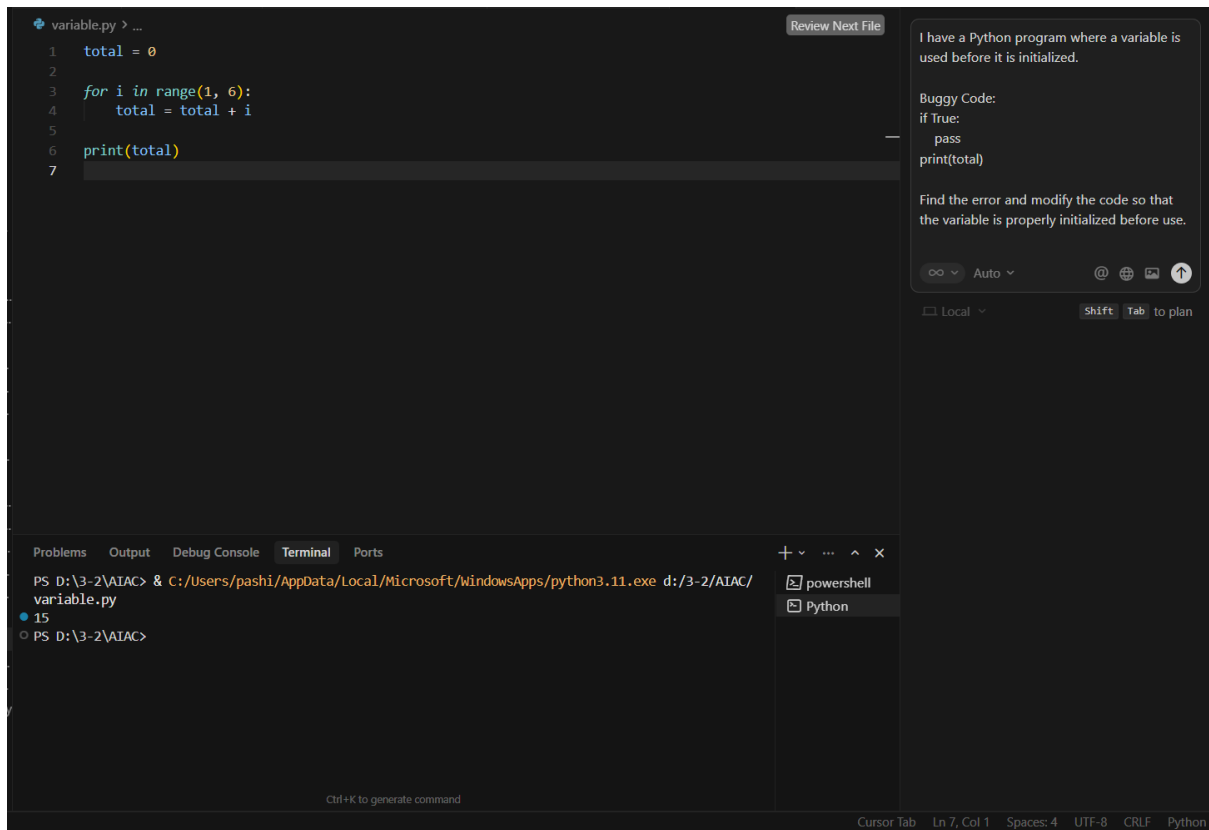 variable.py > ...
Review Next File
1 total = 0
2
3 for i in range(1, 6):
4     total = total + i
5
6 print(total)
7
I have a Python program where a variable is
used before it is initialized.
Buggy Code:
if True:
    pass
print(total)
Find the error and modify the code so that
the variable is properly initialized before use.
∞ Auto @
Local Shift Tab to plan
Problems Output Debug Console Terminal Ports
PS D:\3-2\AIAC> & C:/Users/pashi/AppData/Local/Microsoft/WindowsApps/python3.11.exe d:/3-2/AIAC/
variable.py
15
PS D:\3-2\AIAC>
powershell
Python
Ctrl+K to generate command
Cursor Tab Ln 7, Col 1 Spaces: 4 UTF-8 CRLF Python